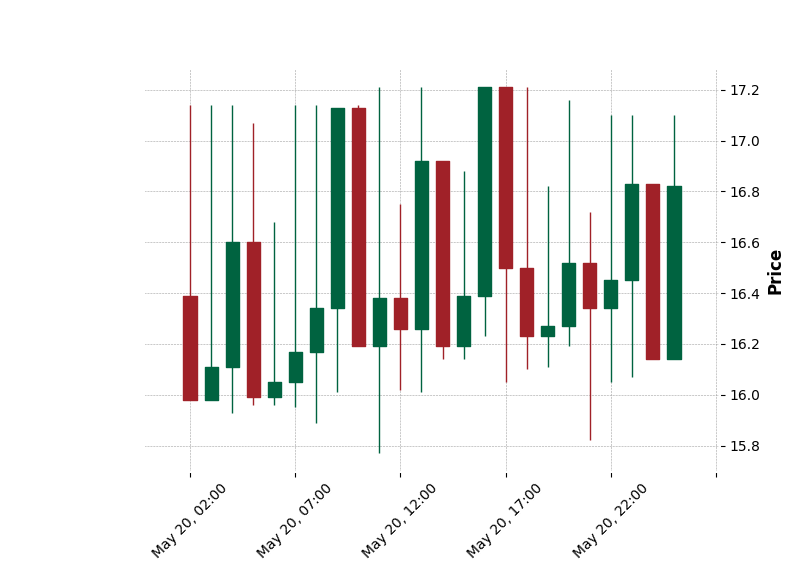 17.2
17.0
16.8
16.6
16.4
16.2
16.0
15.8
Price
May 20, 02:00
May 20, 07:00
May 20, 12:00
May 20, 17:00
May 20, 22:00